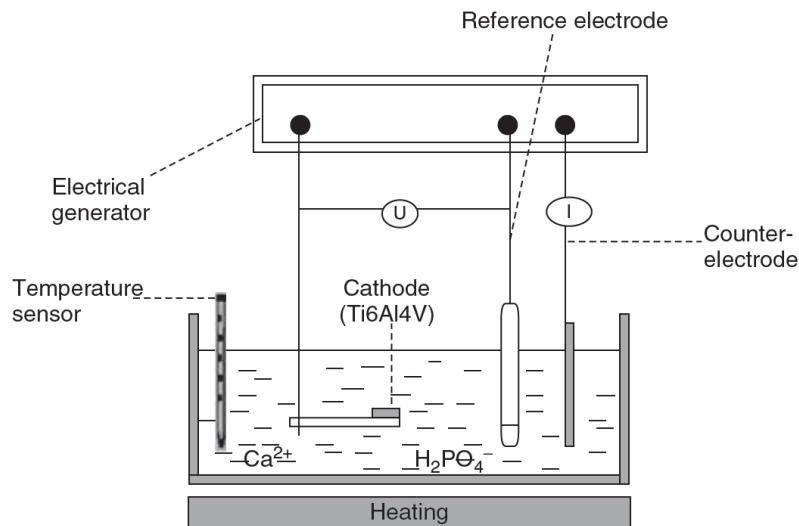 Reference electrode
Electrical
generator
U
I
Counter-
electrode
Temperature
sensor
Cathode
(Ti6Al4V)
Ca²⁺
H₂PO₄⁻
Heating